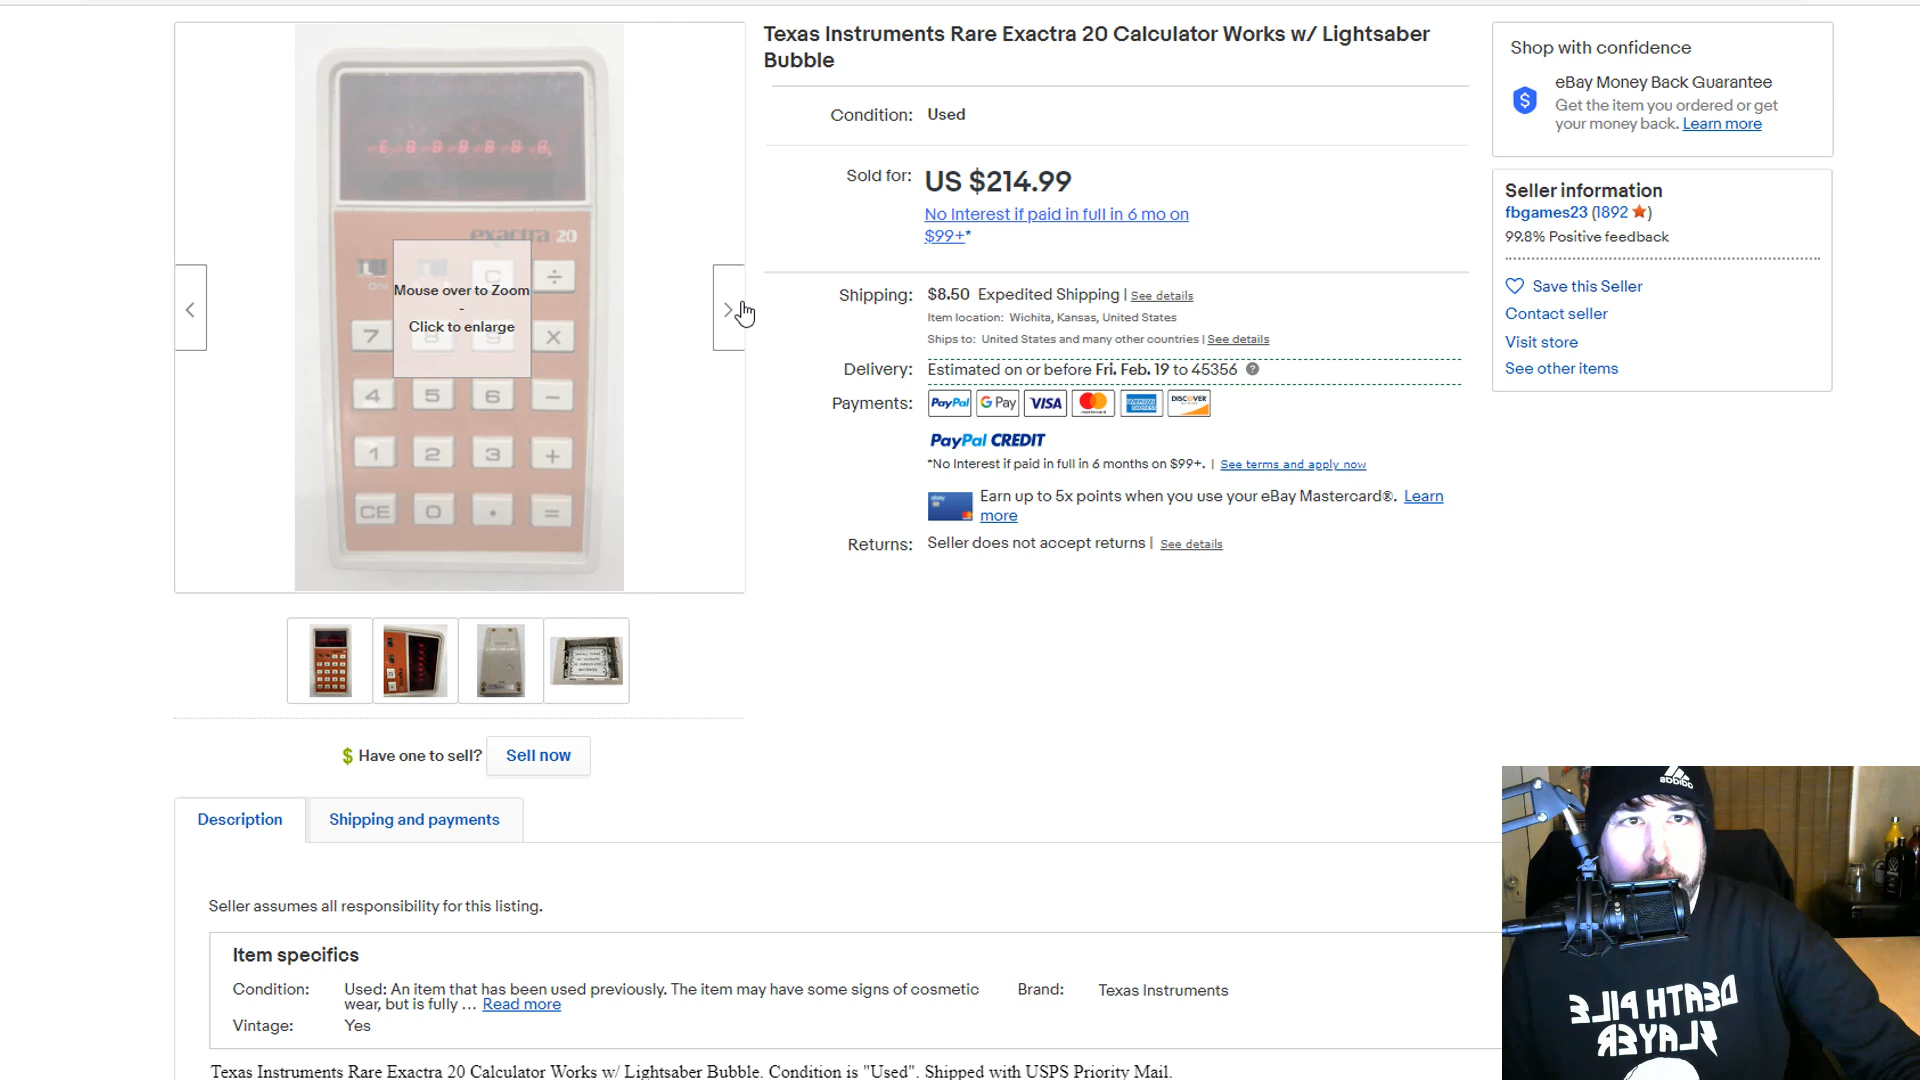 Texas Instruments Rare Exactra 20 Calculator Works w/ Lightsaber
Bubble
Condition: Used
Sold for: US $214.99
No Interest if paid in full in 6 mo on
$99+*
Shipping: $8.50 Expedited Shipping | See details
Item location: Wichita, Kansas, United States
Ships to: United States and many other countries | See details
Delivery: Estimated on or before Fri. Feb. 19 to 45356
Payments: PayPal G Pay VISA DISCOVER
PayPal CREDIT
*No Interest if paid in full in 6 months on $99+. | See terms and apply now
Earn up to 5x points when you use your eBay Mastercard®. Learn
more
Returns: Seller does not accept returns | See details
Shop with confidence
eBay Money Back Guarantee
Get the item you ordered or get
your money back. Learn more
Seller information
fbgames23 (1892 )
99.8% Positive feedback
Save this Seller
Contact seller
Visit store
See other items
exactra 20
ON C ÷
Mouse over to Zoom
-
Click to enlarge
7 8 9 X
4 5 6 −
1 2 3 +
CE 0 . =
$ Have one to sell? Sell now
Description Shipping and payments
Seller assumes all responsibility for this listing.
Item specifics
Condition: Used: An item that has been used previously. The item may have some signs of cosmetic
wear, but is fully ... Read more
Brand: Texas Instruments
Vintage: Yes
Texas Instruments Rare Exactra 20 Calculator Works w/ Lightsaber Bubble. Condition is "Used". Shipped with USPS Priority Mail.
adidas
DEATH PILE
SLAYER